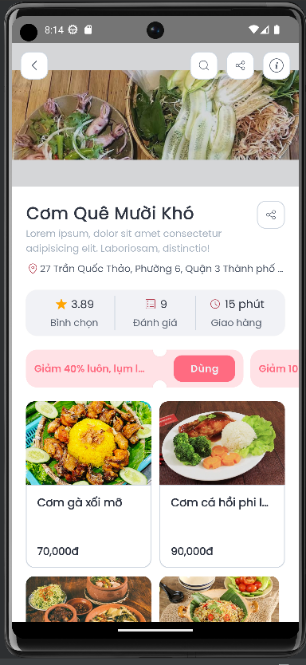 8:14
Cơm Quê Mười Khó
Lorem ipsum, dolor sit amet consectetur
adipisicing elit. Laboriosam, distinctio!
27 Trần Quốc Thảo, Phường 6, Quận 3 Thành phố ...
3.89 9 15 phút
Bình chọn Đánh giá Giao hàng
Giảm 40% luôn, lụm l... Dùng Giảm 10
Cơm gà xối mỡ Cơm cá hồi phi l...
70,000đ 90,000đ